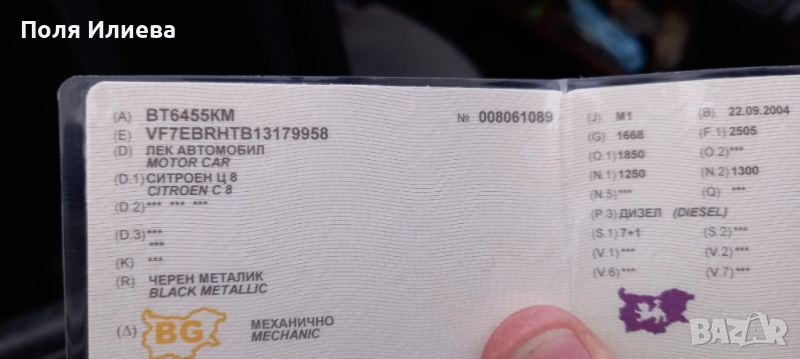 Поля Илиева
(A) BT6455KM № 008061089
(E) VF7EBRHTB13179958
(D) ЛЕК АВТОМОБИЛ
MOTOR CAR
(D.1) СИТРОЕН Ц 8
CITROEN C 8
(D.2) *** *** ***
(D.3) ***
***
(K) ***
(R) ЧЕРЕН МЕТАЛИК
BLACK METALLIC
(Δ) BG МЕХАНИЧНО
MECHANIC
(J) M1 (B) 22.09.2004
(G) 1668 (F.1) 2505
(O.1) 1850 (O.2) ***
(N.1) 1250 (N.2) 1300
(N.5) *** (Q) ***
(P.3) ДИЗЕЛ (DIESEL)
(S.1) 7+1 (S.2) ***
(V.1) *** (V.2) ***
(V.6) *** (V.7) ***
BAZAR
bg